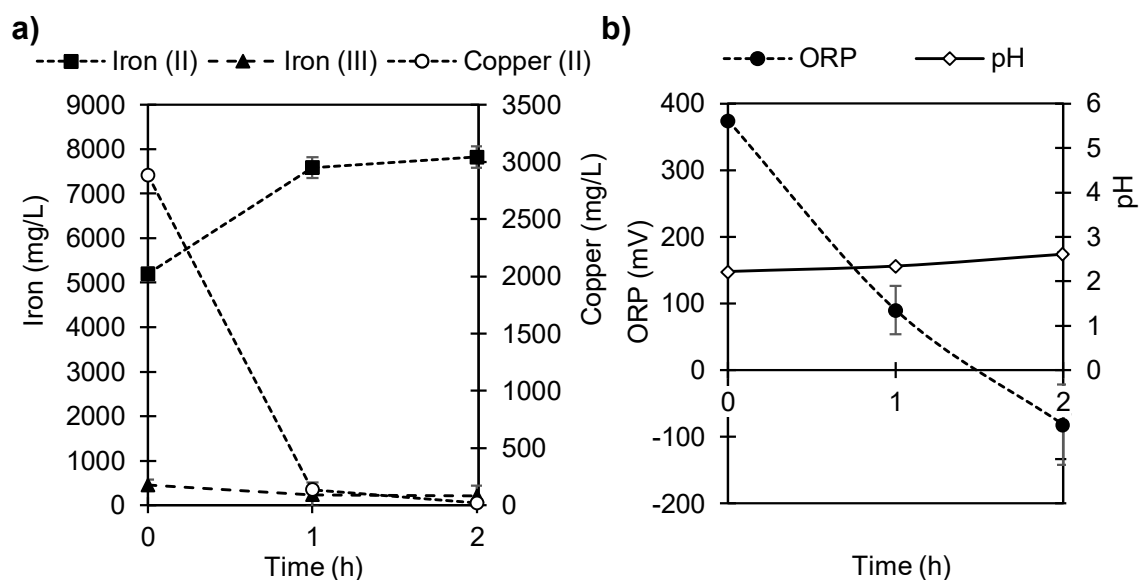 a)
Iron (II) Iron (III) Copper (II)
9000
8000
7000
6000
5000
4000
3000
2000
1000
0
Iron (mg/L)
3500
3000
2500
2000
1500
1000
500
0
Copper (mg/L)
0 1 2
Time (h)
b)
ORP pH
400
300
200
100
0
-100
-200
ORP (mV)
6
5
4
3
2
1
0
pH
0 1 2
Time (h)